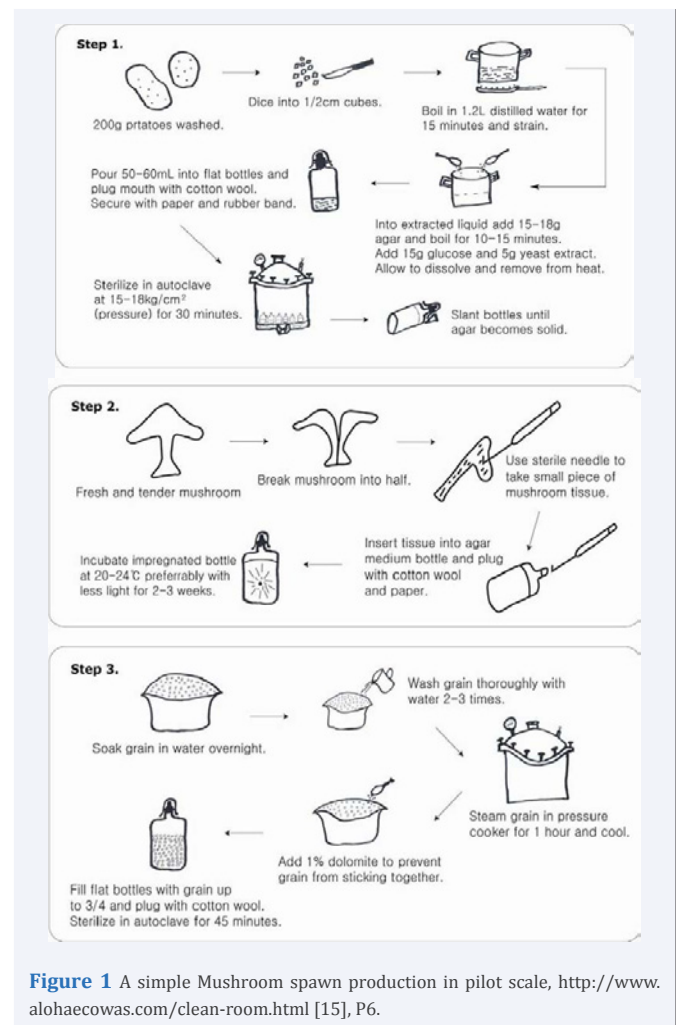 Step 1.
200g prtatoes washed.
Dice into 1/2cm cubes.
Boil in 1.2L distilled water for
15 minutes and strain.
Into extracted liquid add 15-18g
agar and boil for 10-15 minutes.
Add 15g glucose and 5g yeast extract.
Allow to dissolve and remove from heat.
Pour 50-60mL into flat bottles and
plug mouth with cotton wool.
Secure with paper and rubber band.
Sterilize in autoclave
at 15-18kg/cm²
(pressure) for 30 minutes.
Slant bottles until
agar becomes solid.
Step 2.
Fresh and tender mushroom
Break mushroom into half.
Use sterile needle to
take small piece of
mushroom tissue.
Insert tissue into agar
medium bottle and plug
with cotton wool
and paper.
Incubate impregnated bottle
at 20-24℃ preferrably with
less light for 2-3 weeks.
Step 3.
Soak grain in water overnight.
Wash grain thoroughly with
water 2-3 times.
Steam grain in pressure
cooker for 1 hour and cool.
Add 1% dolomite to prevent
grain from sticking together.
Fill flat bottles with grain up
to 3/4 and plug with cotton wool.
Sterilize in autoclave for 45 minutes.
Figure 1 A simple Mushroom spawn production in pilot scale, http://www.
alohaecowas.com/clean-room.html [15], P6.